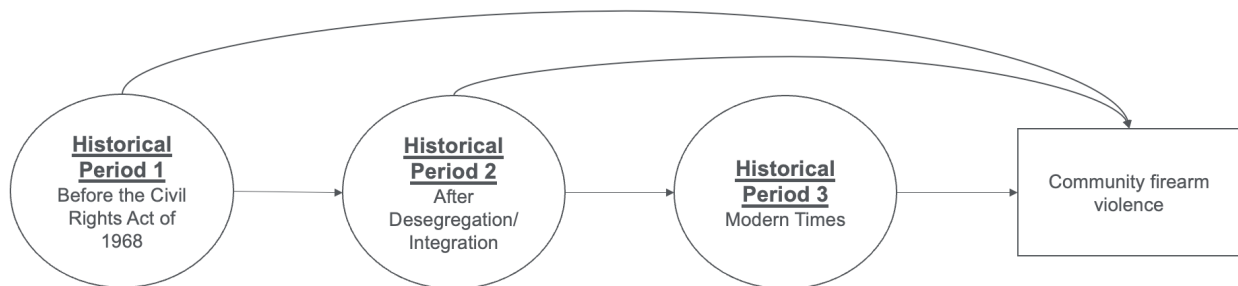 Historical
Period 1
Before the Civil
Rights Act of
1968
Historical
Period 2
After
Desegregation/
Integration
Historical
Period 3
Modern Times
Community firearm
violence